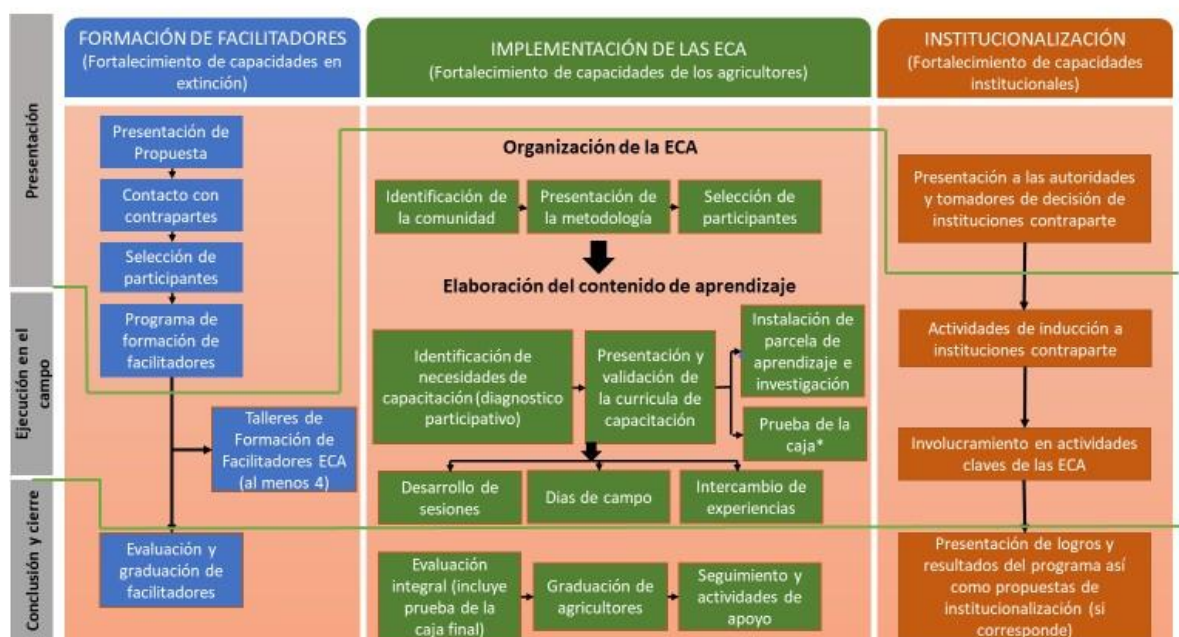 FORMACIÓN DE FACILITADORES
(Fortalecimiento de capacidades en
extinción)
IMPLEMENTACIÓN DE LAS ECA
(Fortalecimiento de capacidades de los agricultores)
INSTITUCIONALIZACIÓN
(Fortalecimiento de capacidades
institucionales)
Presentación
Ejecución en el
campo
Conclusión y cierre
Presentación de
Propuesta
Contacto con
contrapartes
Selección de
participantes
Programa de
formación de
facilitadores
Talleres de
Formación de
Facilitadores ECA
(al menos 4)
Evaluación y
graduación de
facilitadores
Organización de la ECA
Identificación de
la comunidad
Presentación de
la metodología
Selección de
participantes
Elaboración del contenido de aprendizaje
Identificación de
necesidades de
capacitación (diagnostico
participativo)
Presentación y
validación de
la curricula de
capacitación
Instalación de
parcela de
aprendizaje e
investigación
Prueba de la
caja*
Desarrollo de
sesiones
Dias de campo
Intercambio de
experiencias
Evaluación
integral (incluye
prueba de la
caja final)
Graduación de
agricultores
Seguimiento y
actividades de
apoyo
Presentación a las autoridades
y tomadores de decisión de
instituciones contraparte
Actividades de inducción a
instituciones contraparte
Involucramiento en actividades
claves de las ECA
Presentación de logros y
resultados del programa así
como propuestas de
institucionalización (si
corresponde)